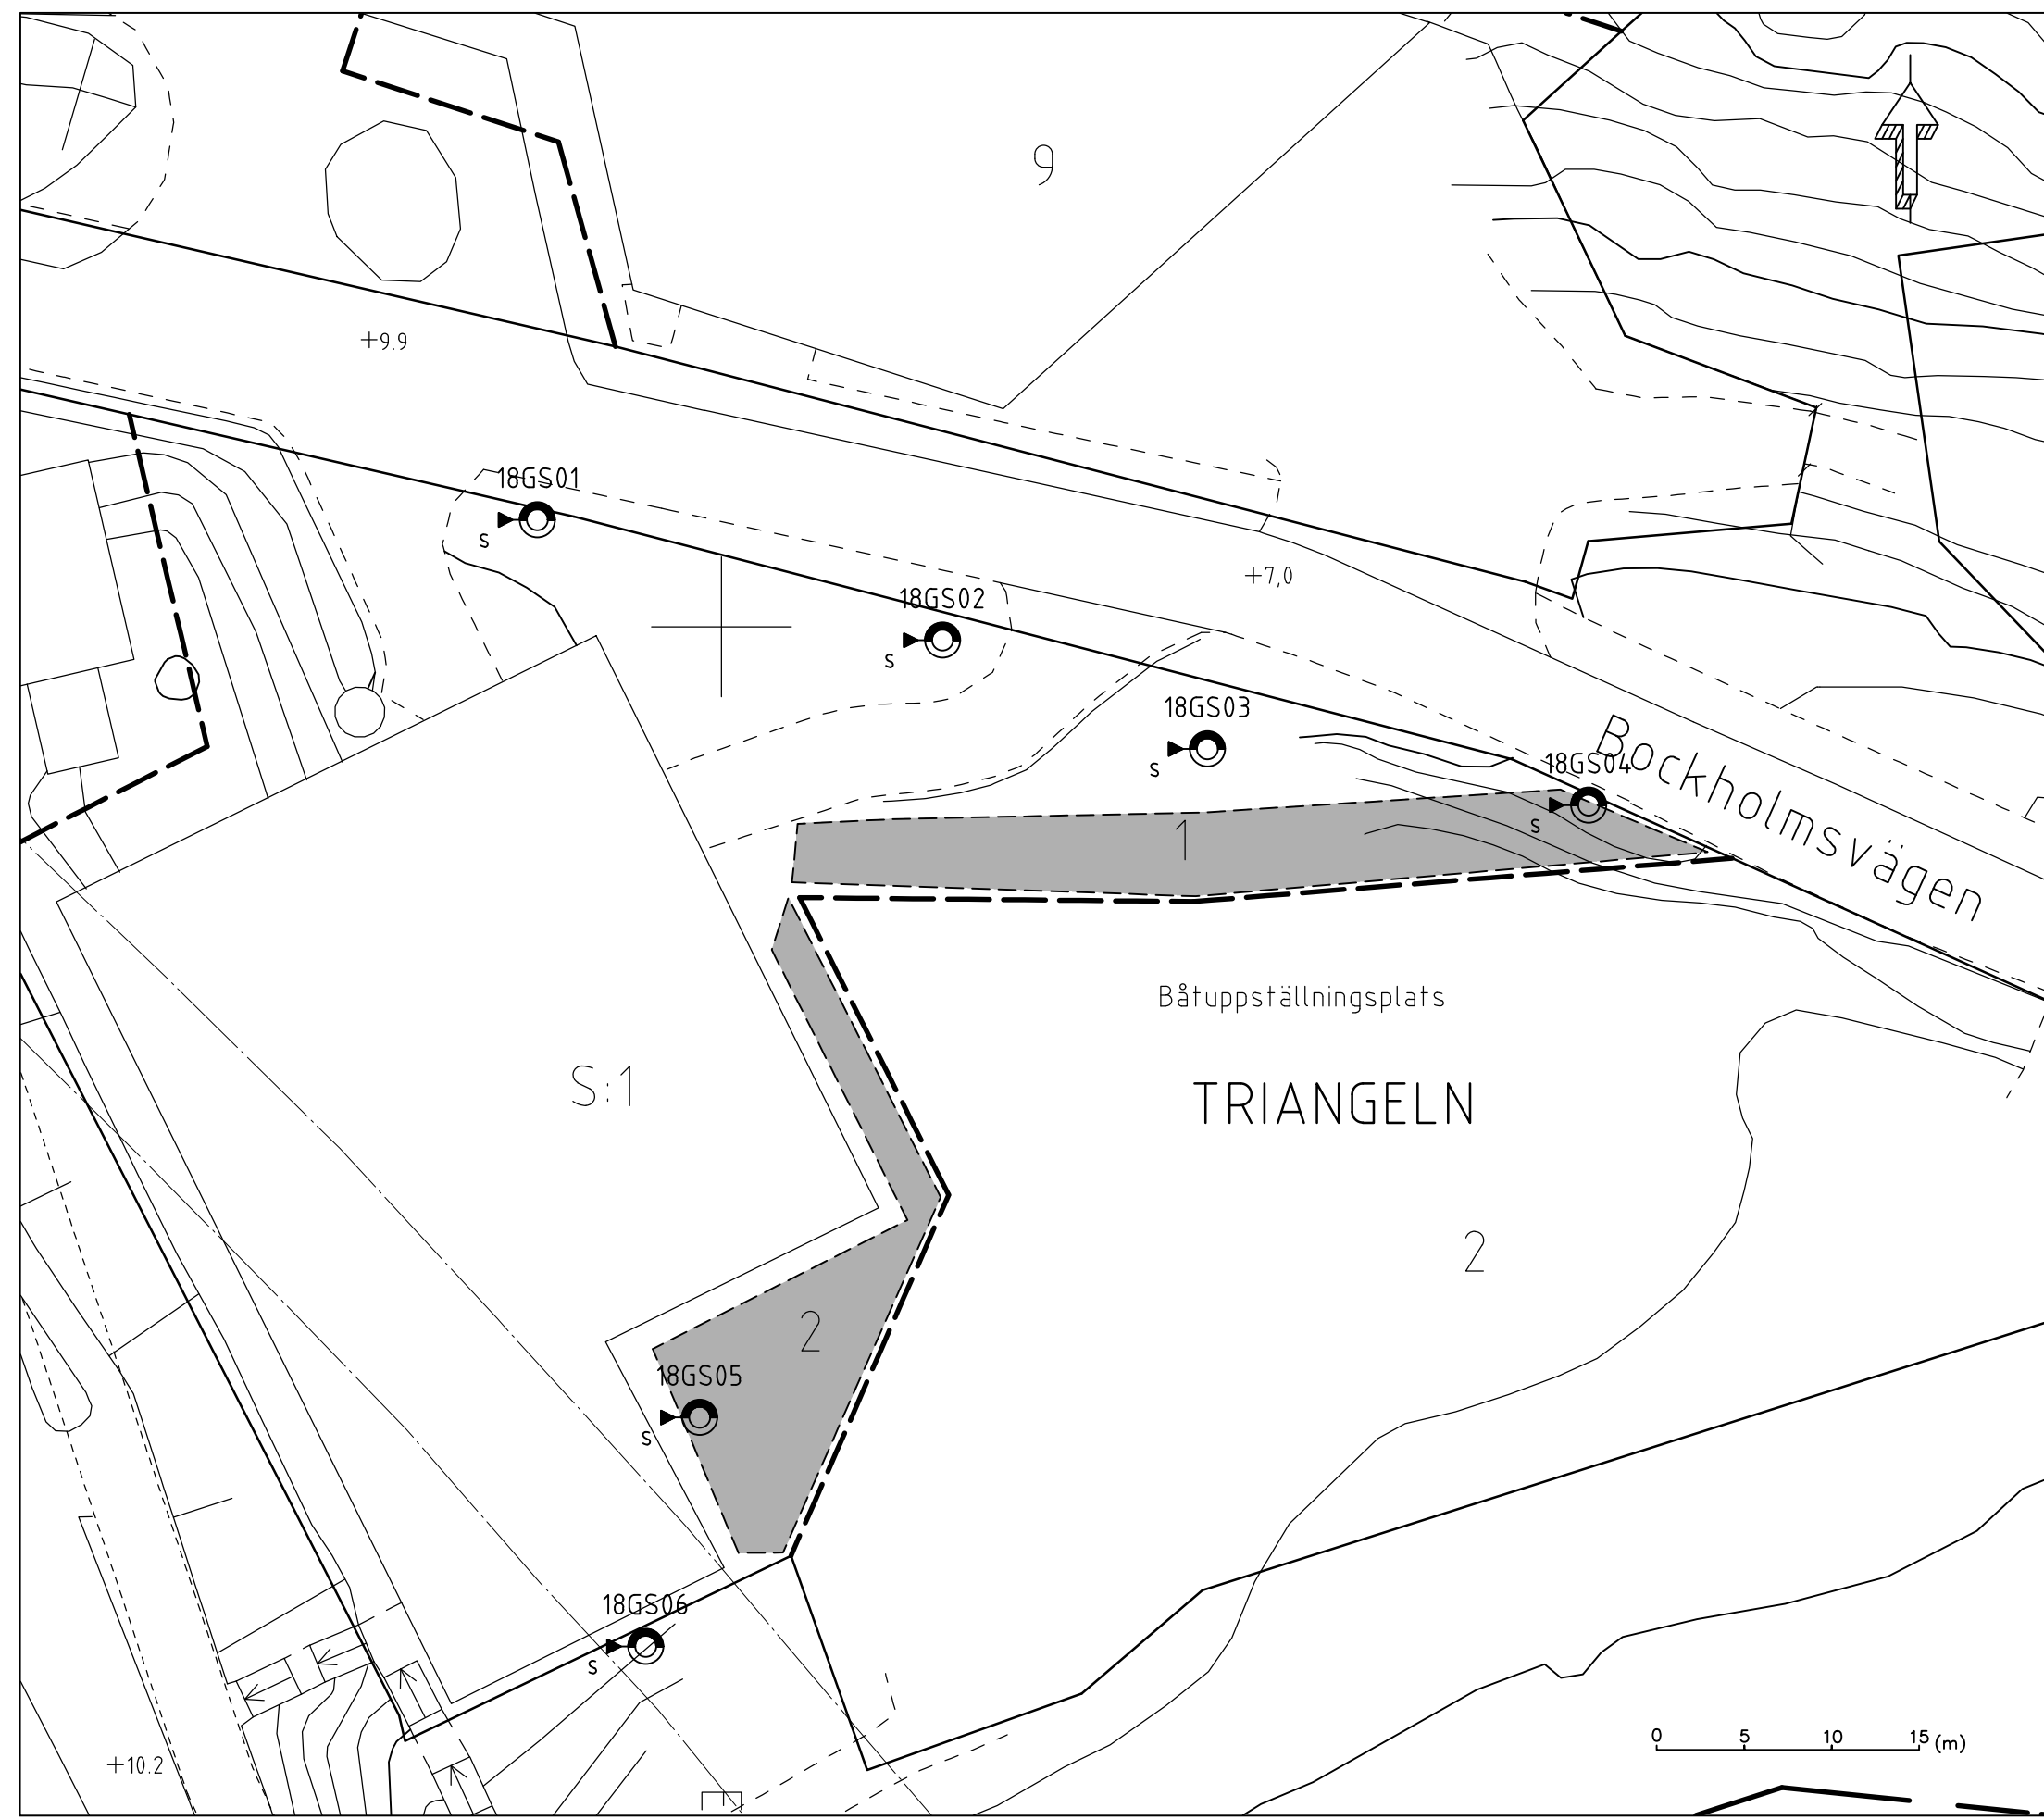 9
+9.9
18GS01
s
+7,0
18GS02
s
18GS03
s
18GS04
s
Bockholmsvägen
1
Båtuppställningsplats
S:1
TRIANGELN
2
2
18GS05
s
18GS06
s
+10.2
0 5 10 15 (m)